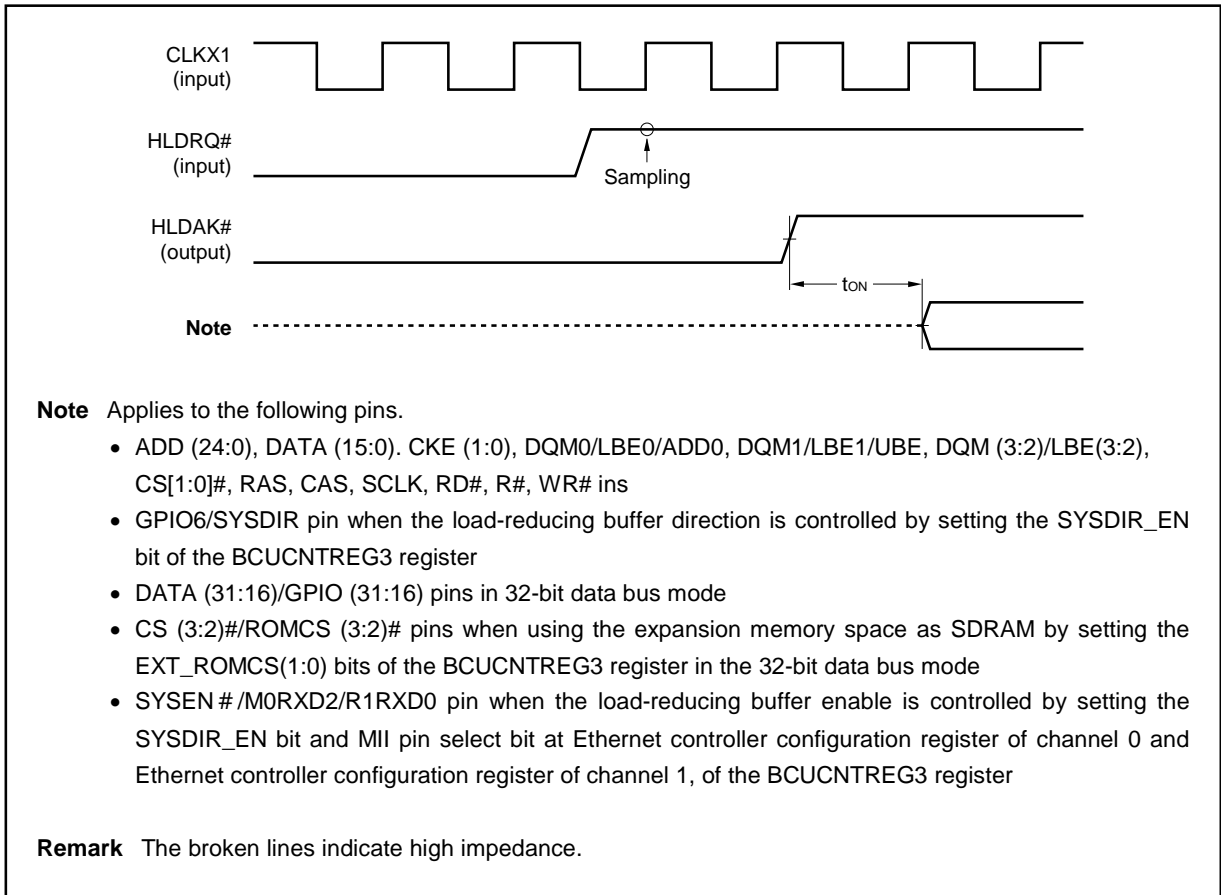 CLKX1
(input)
HLDRQ#
(input)
Sampling
HLDAK#
(output)
tON
Note
Note Applies to the following pins.
• ADD (24:0), DATA (15:0). CKE (1:0), DQM0/LBE0/ADD0, DQM1/LBE1/UBE, DQM (3:2)/LBE(3:2),
CS[1:0]#, RAS, CAS, SCLK, RD#, R#, WR# ins
• GPIO6/SYSDIR pin when the load-reducing buffer direction is controlled by setting the SYSDIR_EN
bit of the BCUCNTREG3 register
• DATA (31:16)/GPIO (31:16) pins in 32-bit data bus mode
• CS (3:2)#/ROMCS (3:2)# pins when using the expansion memory space as SDRAM by setting the
EXT_ROMCS(1:0) bits of the BCUCNTREG3 register in the 32-bit data bus mode
• SYSEN # /M0RXD2/R1RXD0 pin when the load-reducing buffer enable is controlled by setting the
SYSDIR_EN bit and MII pin select bit at Ethernet controller configuration register of channel 0 and
Ethernet controller configuration register of channel 1, of the BCUCNTREG3 register
Remark The broken lines indicate high impedance.